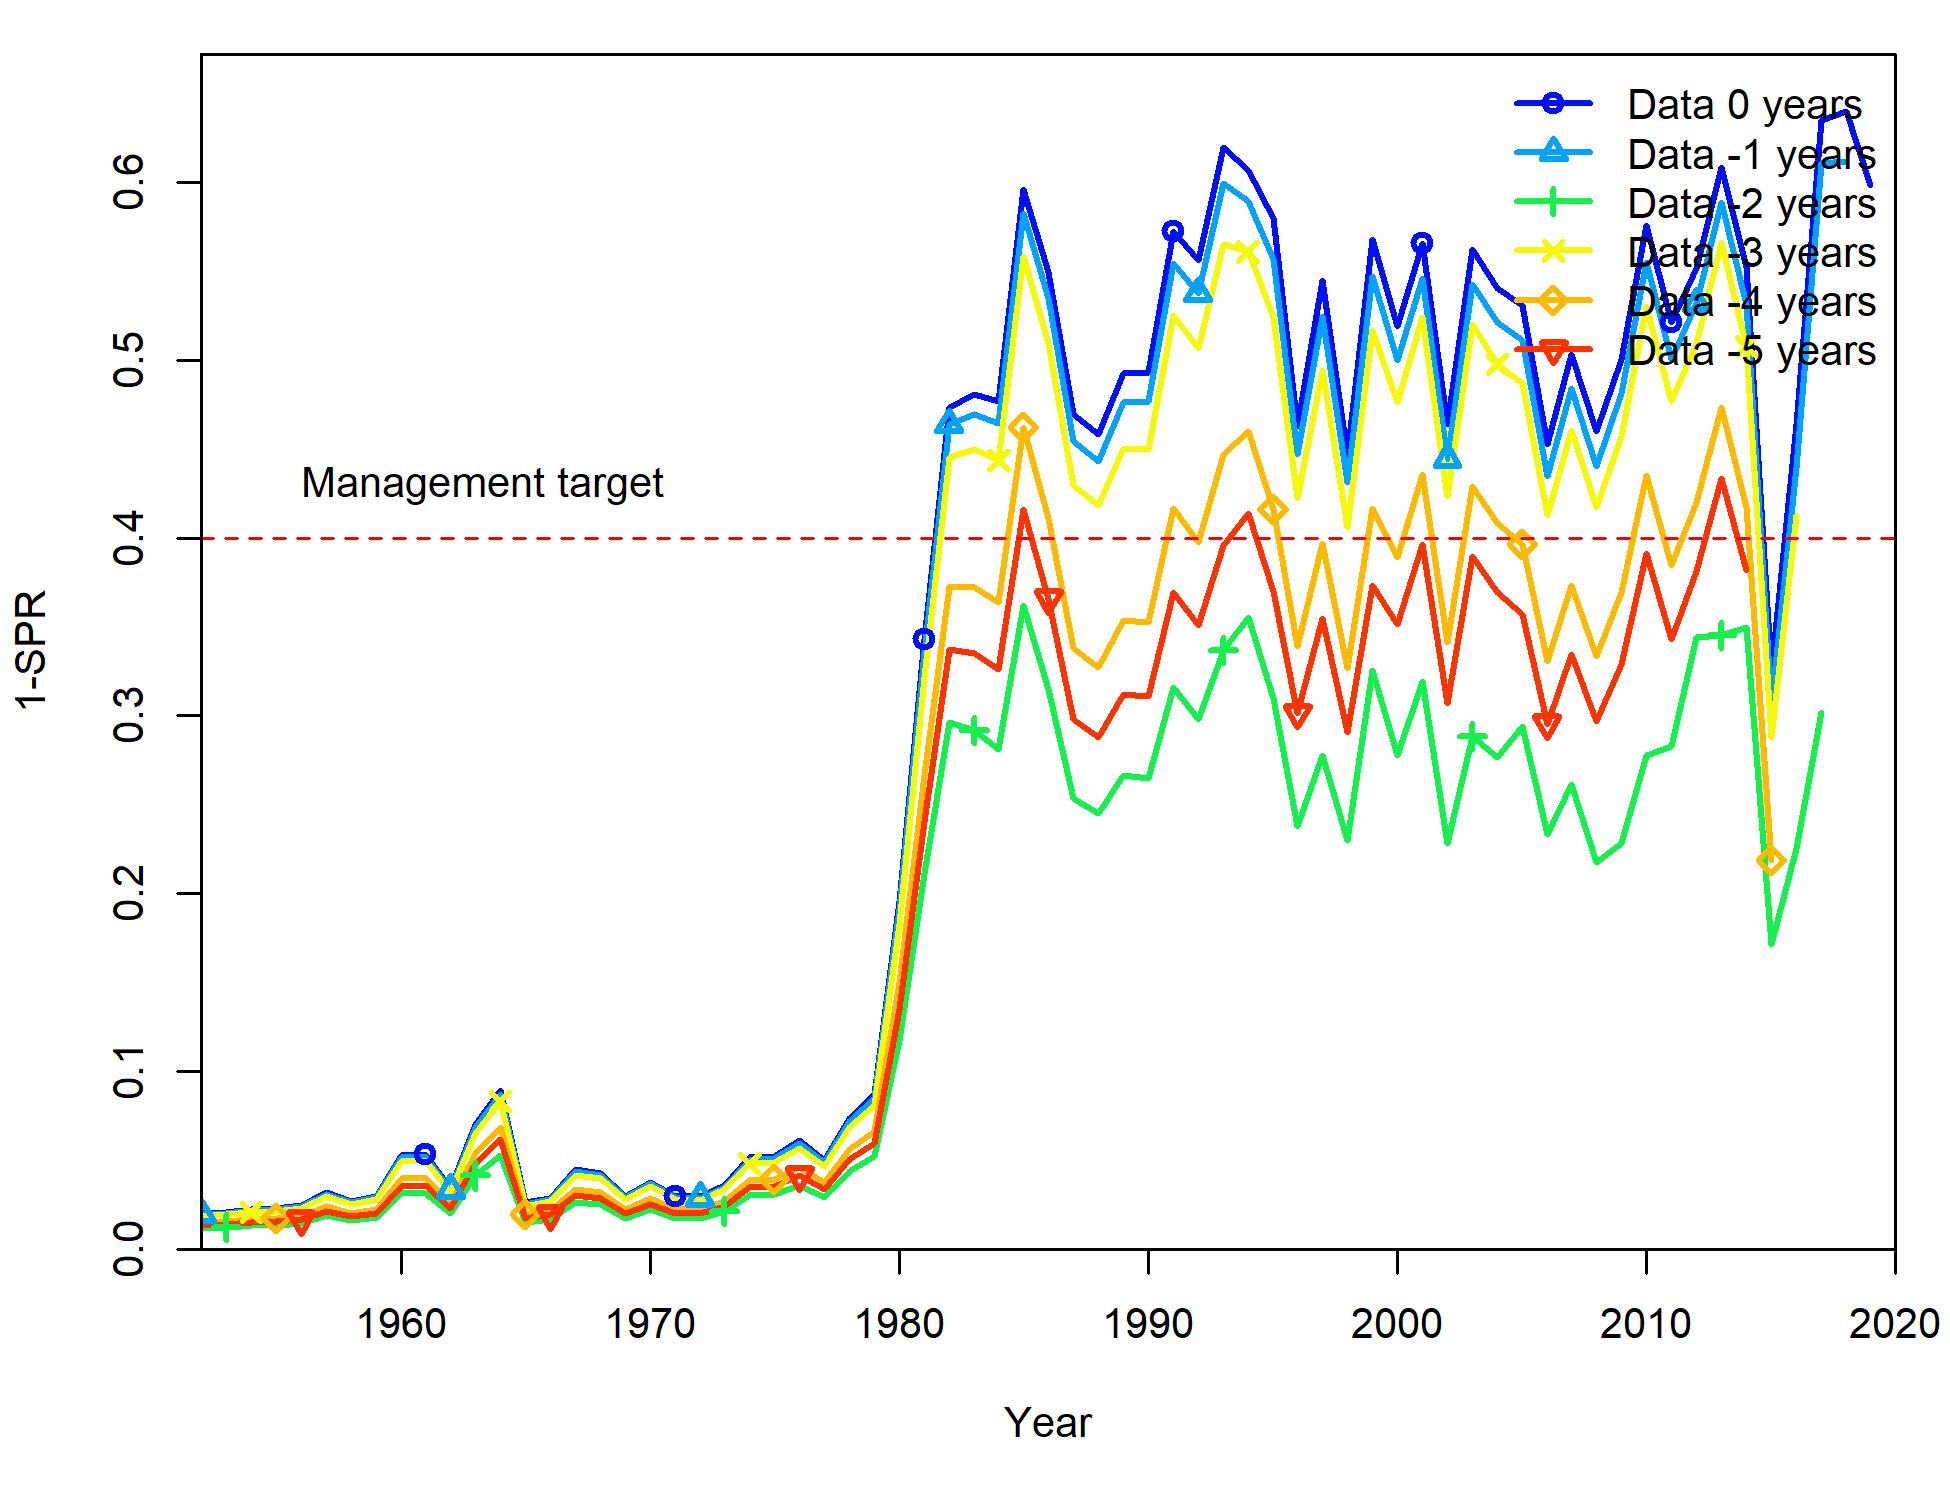 Data 0 years
Data -1 years
Data -2 years
Data -3 years
Data -4 years
Data -5 years
Management target
1-SPR
0.0
0.1
0.2
0.3
0.4
0.5
0.6
1960
1970
1980
1990
2000
2010
2020
Year